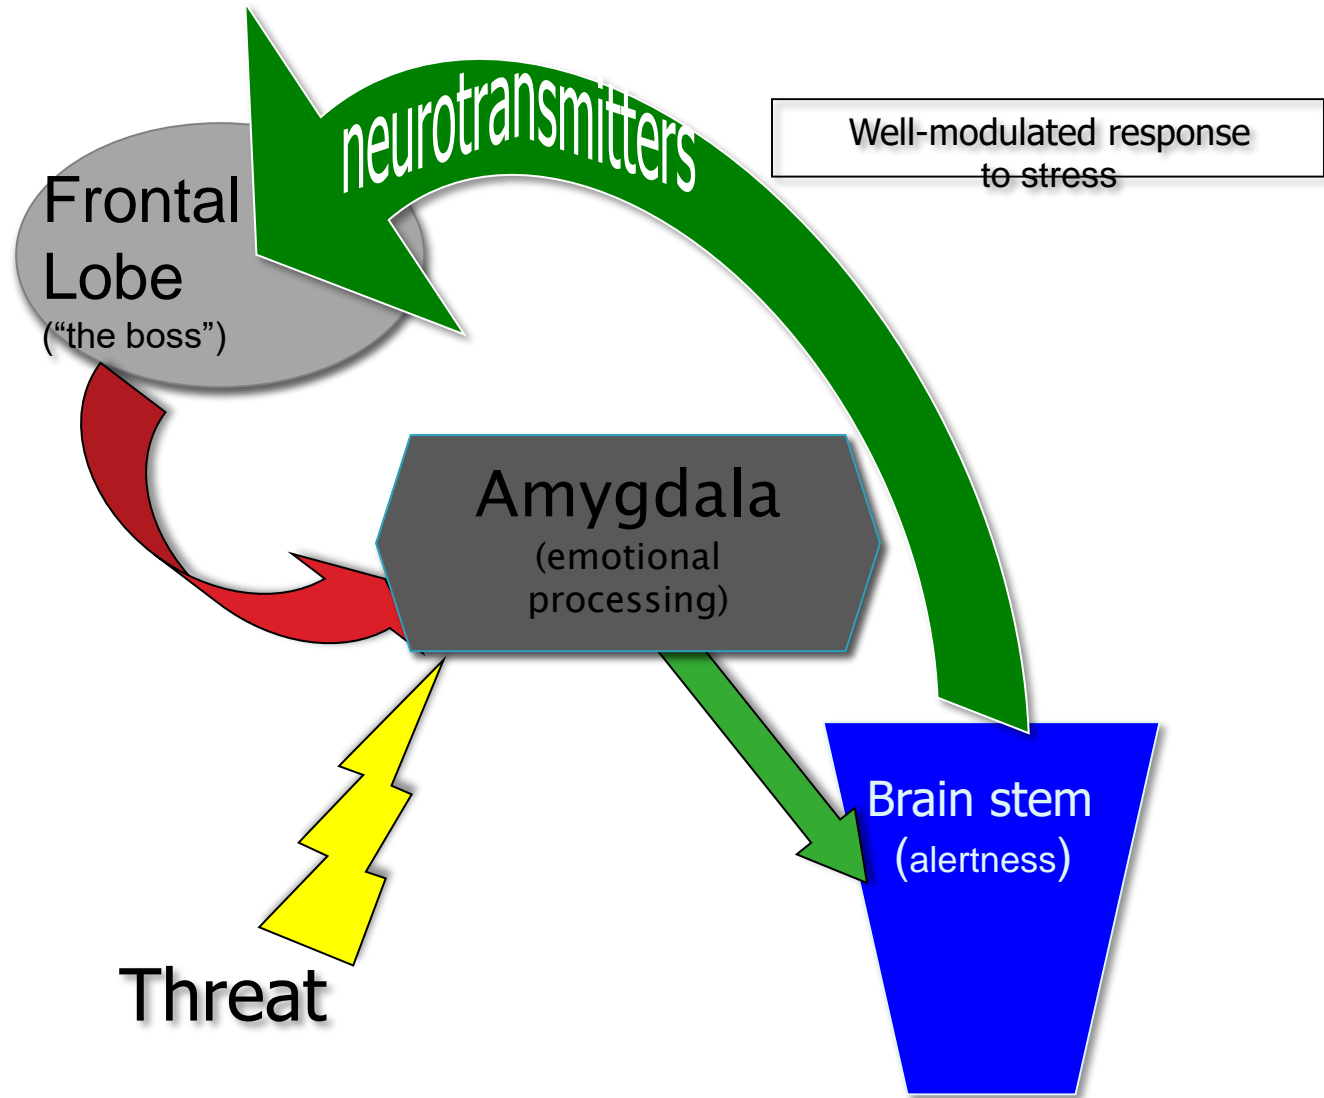 neurotransmitters
Well-modulated response
to stress
Frontal
Lobe
(“the boss”)
Amygdala
(emotional
processing)
Brain stem
(alertness)
Threat